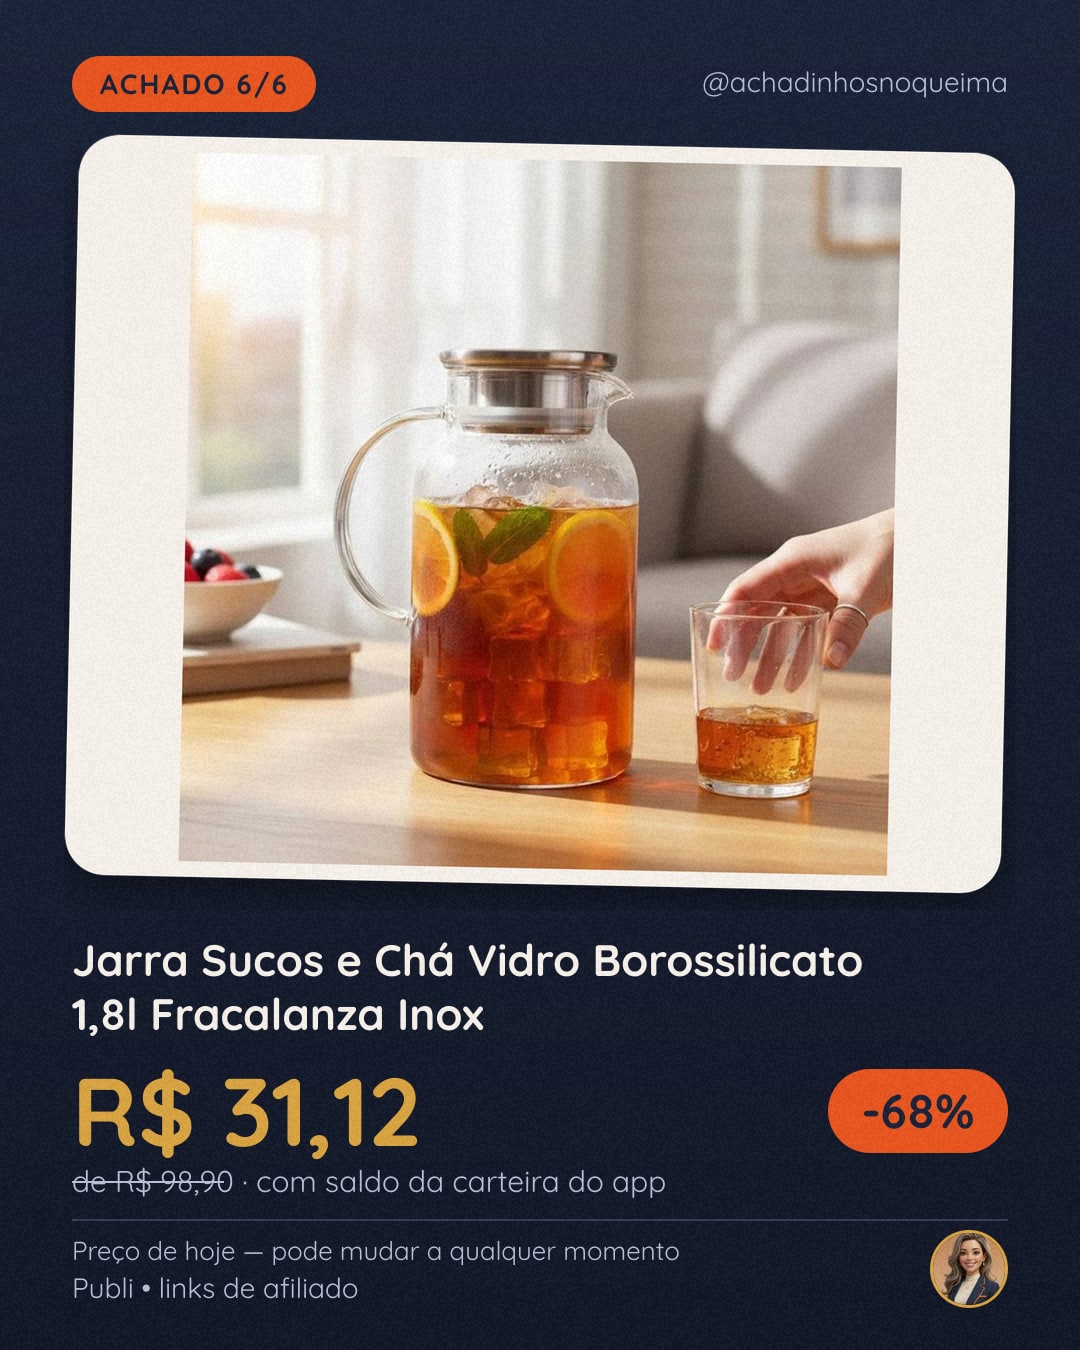 ACHADO 6/6
@achadinhosnoqueima
Jarra Sucos e Chá Vidro Borossilicato
1,8l Fracalanza Inox
R$ 31,12
-68%
de R$ 98,90 · com saldo da carteira do app
Preço de hoje — pode mudar a qualquer momento
Publi • links de afiliado